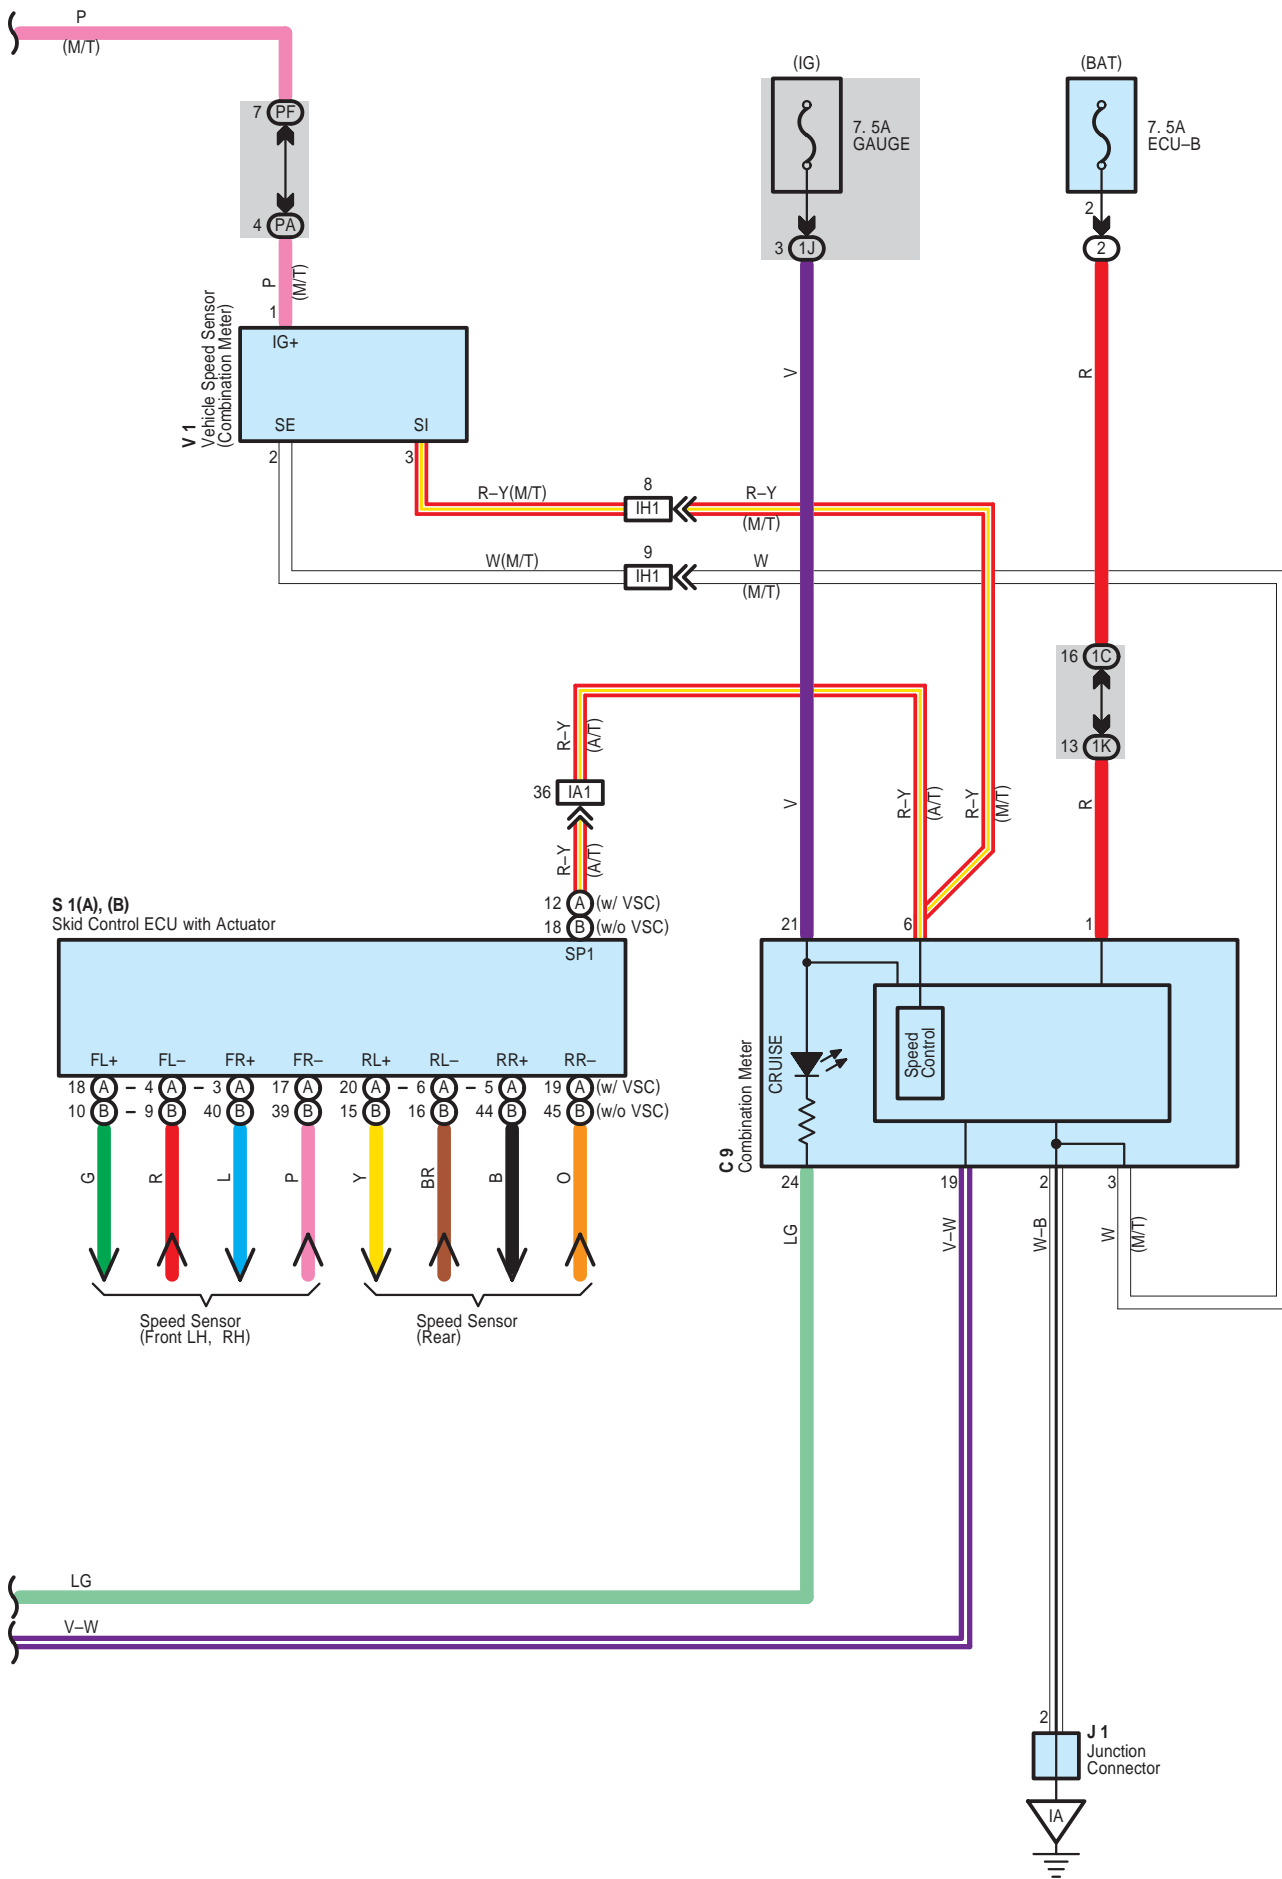 P
(M/T)
7 PF
4 PA
P
(M/T)
1
V 1
Vehicle Speed Sensor
(Combination Meter)
IG+
SE SI
2 3
(IG)
7. 5A
GAUGE
3 1J
(BAT)
7. 5A
ECU–B
2
2
V
R
R–Y(M/T)
8
IH1
R–Y
(M/T)
W(M/T)
9
IH1
W
(M/T)
16 1C
13 1K
R–Y
(A/T)
36 IA1
R–Y
(A/T)
V
R–Y
(A/T)
R–Y
(M/T)
R
S 1(A), (B)
Skid Control ECU with Actuator
12 A (w/ VSC)
18 B (w/o VSC)
SP1
FL+ FL– FR+ FR– RL+ RL– RR+ RR–
18 A – 4 A – 3 A 17 A 20 A – 6 A – 5 A 19 A (w/ VSC)
10 B – 9 B 40 B 39 B 15 B 16 B 44 B 45 B (w/o VSC)
G R L P Y BR B O
Speed Sensor
(Front LH, RH)
Speed Sensor
(Rear)
21 6 1
C 9
Combination Meter
CRUISE
Speed
Control
24 19 2 3
LG
V–W
W–B
W
(M/T)
LG
V–W
2
J 1
Junction
Connector
IA